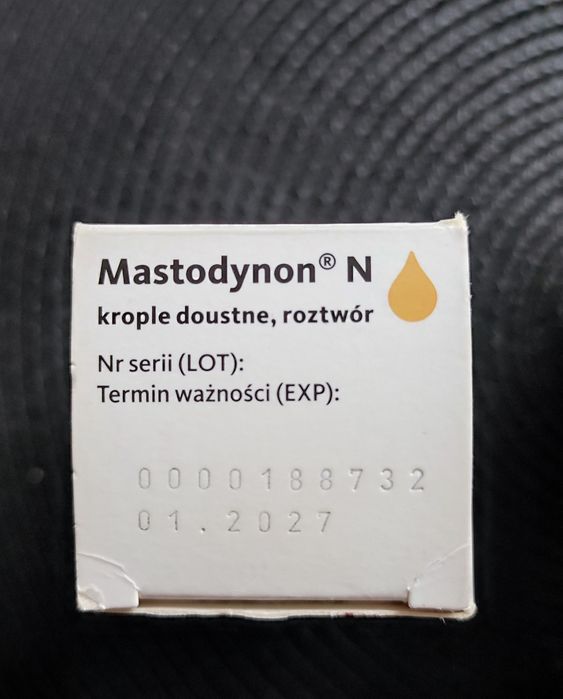 Mastodynon® N
krople doustne, roztwór
Nr serii (LOT):
Termin ważności (EXP):
0000188732
01.2027